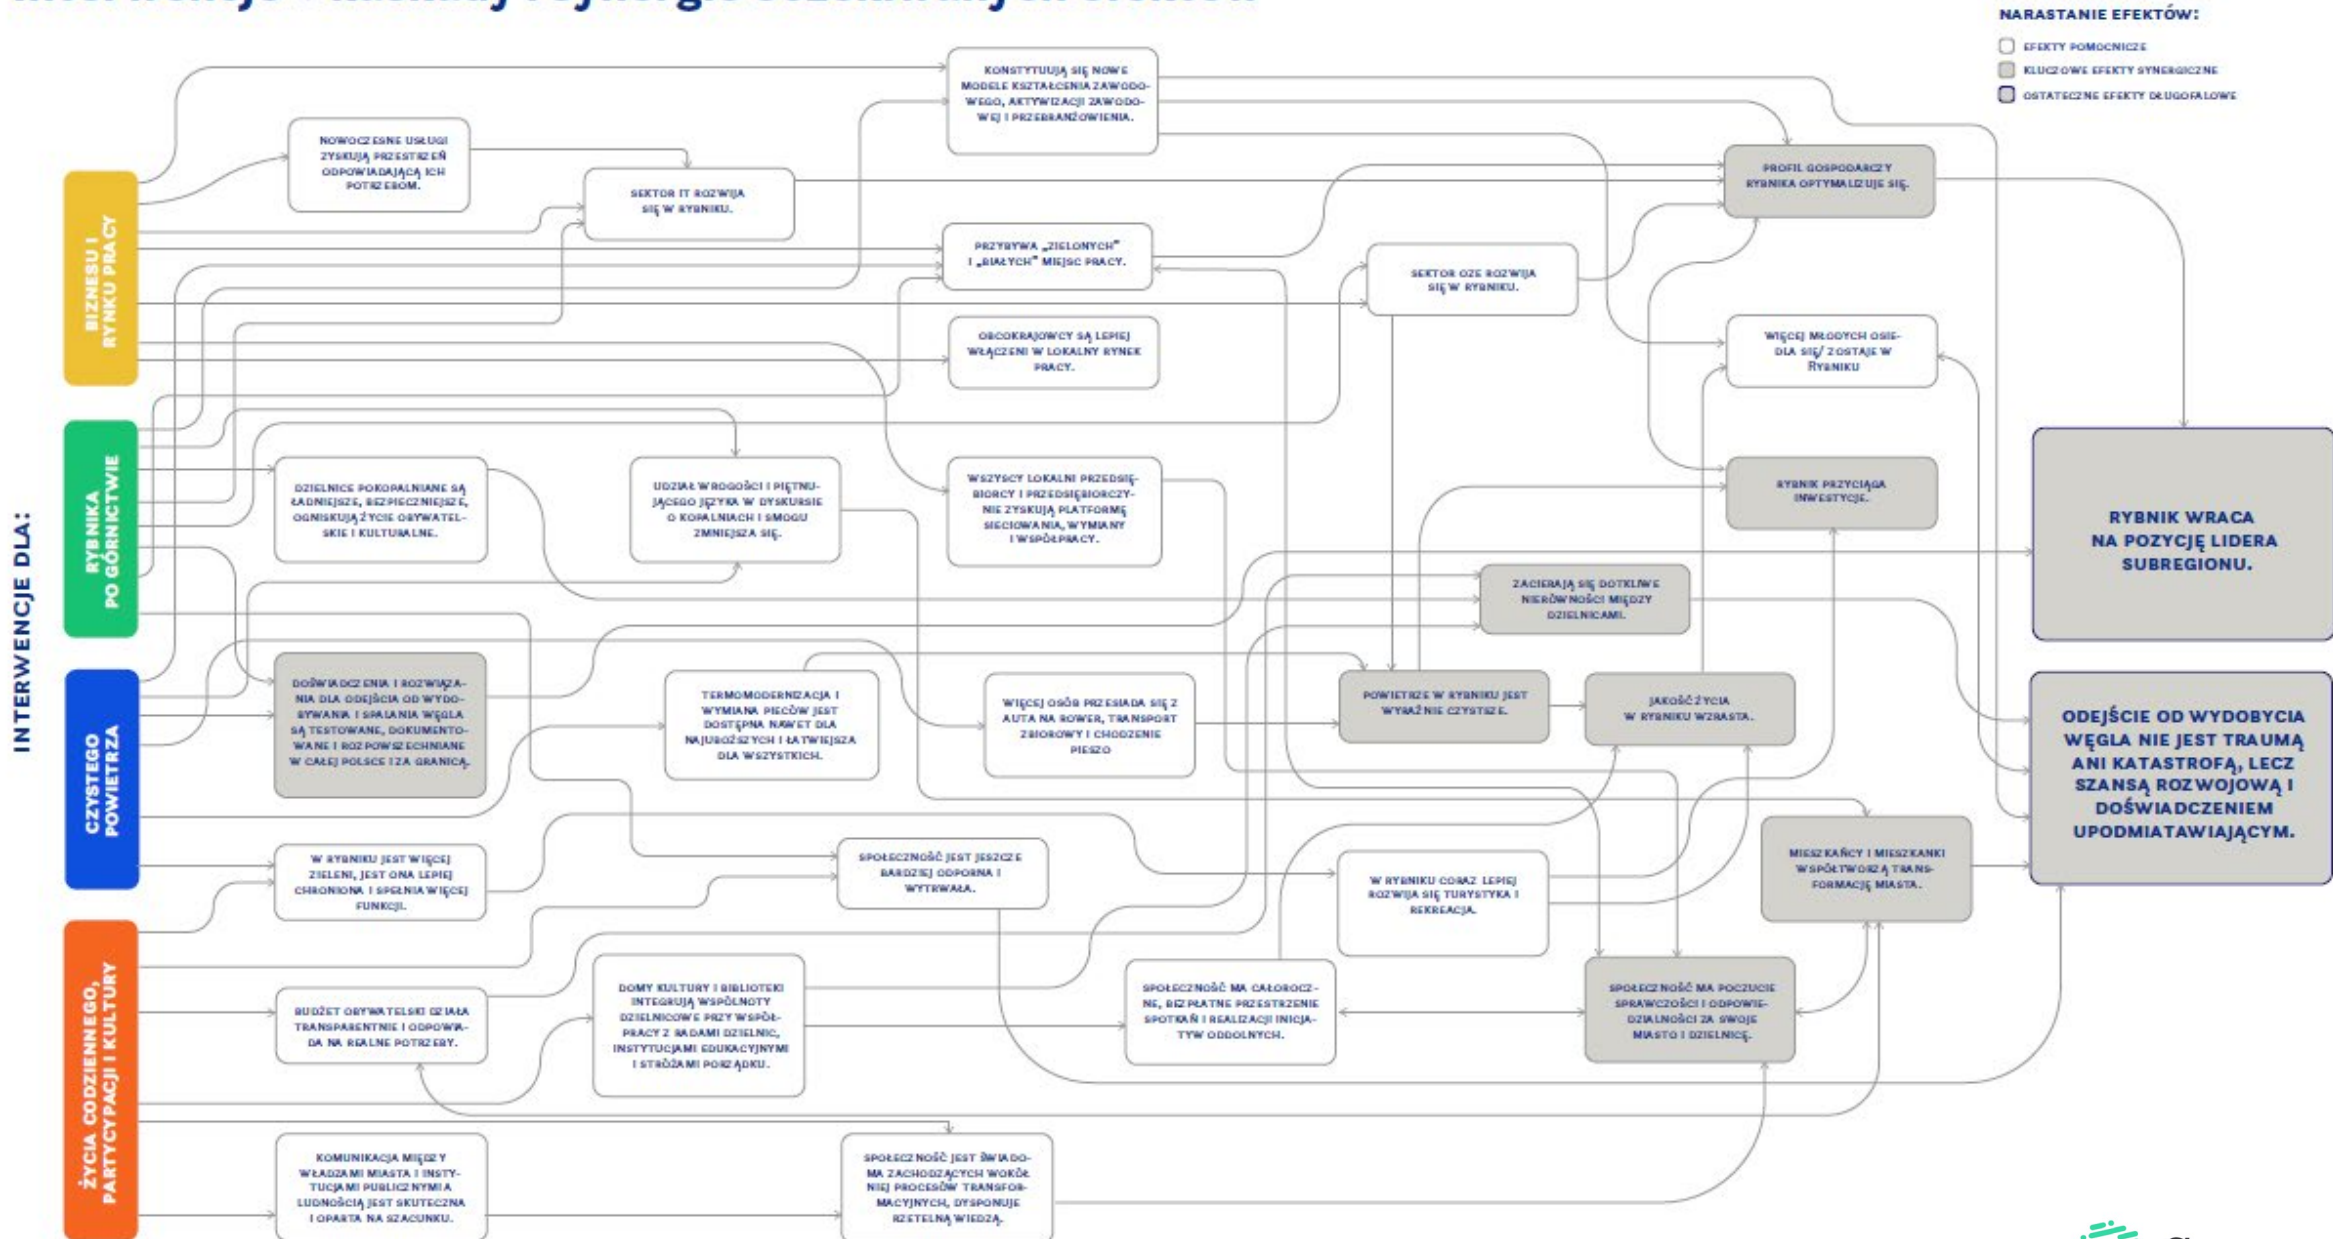 NARASTANIE EFEKTÓW:
EFEKTY POMOCNICZE
KLUCZOWE EFEKTY SYNERGICZNE
OSTATECZNE EFEKTY DŁUGOFALOWE
INTERWENCJE DLA:
BIZNESU I
RYNKU PRACY
RYBNIKA
PO GÓRNICTWIE
CZYSTEGO
POWIETRZA
ŻYCIA CODZIENNEGO,
PARTYCYPACJI I KULTURY
KONSTYTUUJĄ SIĘ NOWE
MODELE KSZTAŁCENIA ZAWODO-
WEGO, AKTYWIZACJI ZAWODO-
WEJ I PRZEBRANŻOWIENIA.
NOWOCZESNE USŁUGI
ZYSKUJĄ PRZESTRZEŃ
ODPOWIADAJĄCĄ ICH
POTRZEBOM.
SEKTOR IT ROZWIJA
SIĘ W RYBNIKU.
PROFIL GOSPODARCZY
RYBNIKA OPTYMALIZUJE SIĘ.
PRZYBYWA „ZIELONYCH”
I „BIAŁYCH” MIEJSC PRACY.
SEKTOR OZE ROZWIJA
SIĘ W RYBNIKU.
OBCOKRAJOWCY SĄ LEPIEJ
WŁĄCZENI W LOKALNY RYNEK
PRACY.
WIĘCEJ MŁODYCH OSIE-
DLA SIĘ/ ZOSTAJE W
RYBNIKU
DZIELNICE POKOPALNIANE SĄ
ŁADNIEJSZE, BEZPIECZNIEJSZE,
OGNISKUJĄ ŻYCIE OBYWATEL-
SKIE I KULTURALNE.
UDZIAŁ WROGOŚCI I PIĘTNU-
JĄCEGO JĘZYKA W DYSKURSIE
O KOPALNIACH I SMOGU
ZMNIEJSZA SIĘ.
WSZYSCY LOKALNI PRZEDSIĘ-
BIORCY I PRZEDSIĘBIORCZY-
NIE ZYSKUJĄ PLATFORMĘ
SIECIOWANIA, WYMIANY
I WSPÓŁPRACY.
RYBNIK PRZYCIĄGA
INWESTYCJE.
RYBNIK WRACA
NA POZYCJĘ LIDERA
SUBREGIONU.
ZACIERAJĄ SIĘ DOTKLIWE
NIERÓWNOŚCI MIĘDZY
DZIELNICAMI.
DOŚWIADCZENIA I ROZWIĄZA-
NIA DLA ODEJŚCIA OD WYDO-
BYWANIA I SPALANIA WĘGLA
SĄ TESTOWANE, DOKUMENTO-
WANE I ROZPOWSZECHNIANE
W CAŁEJ POLSCE I ZA GRANICĄ.
TERMOMODERNIZACJA I
WYMIANA PIECÓW JEST
DOSTĘPNA NAWET DLA
NAJUBOŻSZYCH I ŁATWIEJSZA
DLA WSZYSTKICH.
WIĘCEJ OSÓB PRZESIADA SIĘ Z
AUTA NA ROWER, TRANSPORT
ZBIOROWY I CHODZENIE
PIESZO
POWIETRZE W RYBNIKU JEST
WYRAŹNIE CZYSTSZE.
JAKOŚĆ ŻYCIA
W RYBNIKU WZRASTA.
ODEJŚCIE OD WYDOBYCIA
WĘGLA NIE JEST TRAUMĄ
ANI KATASTROFĄ, LECZ
SZANSĄ ROZWOJOWĄ I
DOŚWIADCZENIEM
UPODMIATAWIAJĄCYM.
W RYBNIKU JEST WIĘCEJ
ZIELENI, JEST ONA LEPIEJ
CHRONIONA I SPEŁNIA WIĘCEJ
FUNKCJI.
SPOŁECZNOŚĆ JEST JESZCZE
BARDZIEJ ODPORNA I
WYTRWAŁA.
W RYBNIKU CORAZ LEPIEJ
ROZWIJA SIĘ TURYSTYKA I
REKREACJA.
MIESZKAŃCY I MIESZKANKI
WSPÓŁTWORZĄ TRANS-
FORMACJĘ MIASTA.
BUDŻET OBYWATELSKI DZIAŁA
TRANSPARENTNIE I ODPOWIA-
DA NA REALNE POTRZEBY.
DOMY KULTURY I BIBLIOTEKI
INTEGRUJĄ WSPÓLNOTY
DZIELNICOWE PRZY WSPÓŁ-
PRACY Z RADAMI DZIELNIC,
INSTYTUCJAMI EDUKACYJNYMI
I STRÓŻAMI PORZĄDKU.
SPOŁECZNOŚĆ MA CAŁOROCZ-
NE, BEZPŁATNE PRZESTRZENIE
SPOTKAŃ I REALIZACJI INICJA-
TYW ODDOLNYCH.
SPOŁECZNOŚĆ MA POCZUCIE
SPRAWCZOŚCI I ODPOWIE-
DZIALNOŚCI ZA SWOJE
MIASTO I DZIELNICĘ.
KOMUNIKACJA MIĘDZY
WŁADZAMI MIASTA I INSTY-
TUCJAMI PUBLICZNYMI A
LUDNOŚCIĄ JEST SKUTECZNA
I OPARTA NA SZACUNKU.
SPOŁECZNOŚĆ JEST ŚWIADO-
MA ZACHODZĄCYCH WOKÓŁ
NIEJ PROCESÓW TRANSFOR-
MACYJNYCH, DYSPONUJE
RZETELNĄ WIEDZĄ.